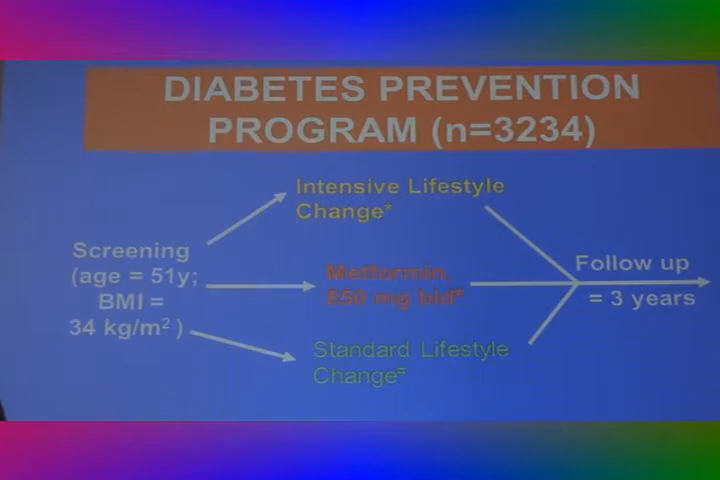 DIABETES PREVENTION
PROGRAM (n=3234)
Screening
(age = 51y;
BMI =
34 kg/m² )
Intensive Lifestyle
Change*
Metformin,
850 mg bid*
Standard Lifestyle
Change=
Follow up
= 3 years